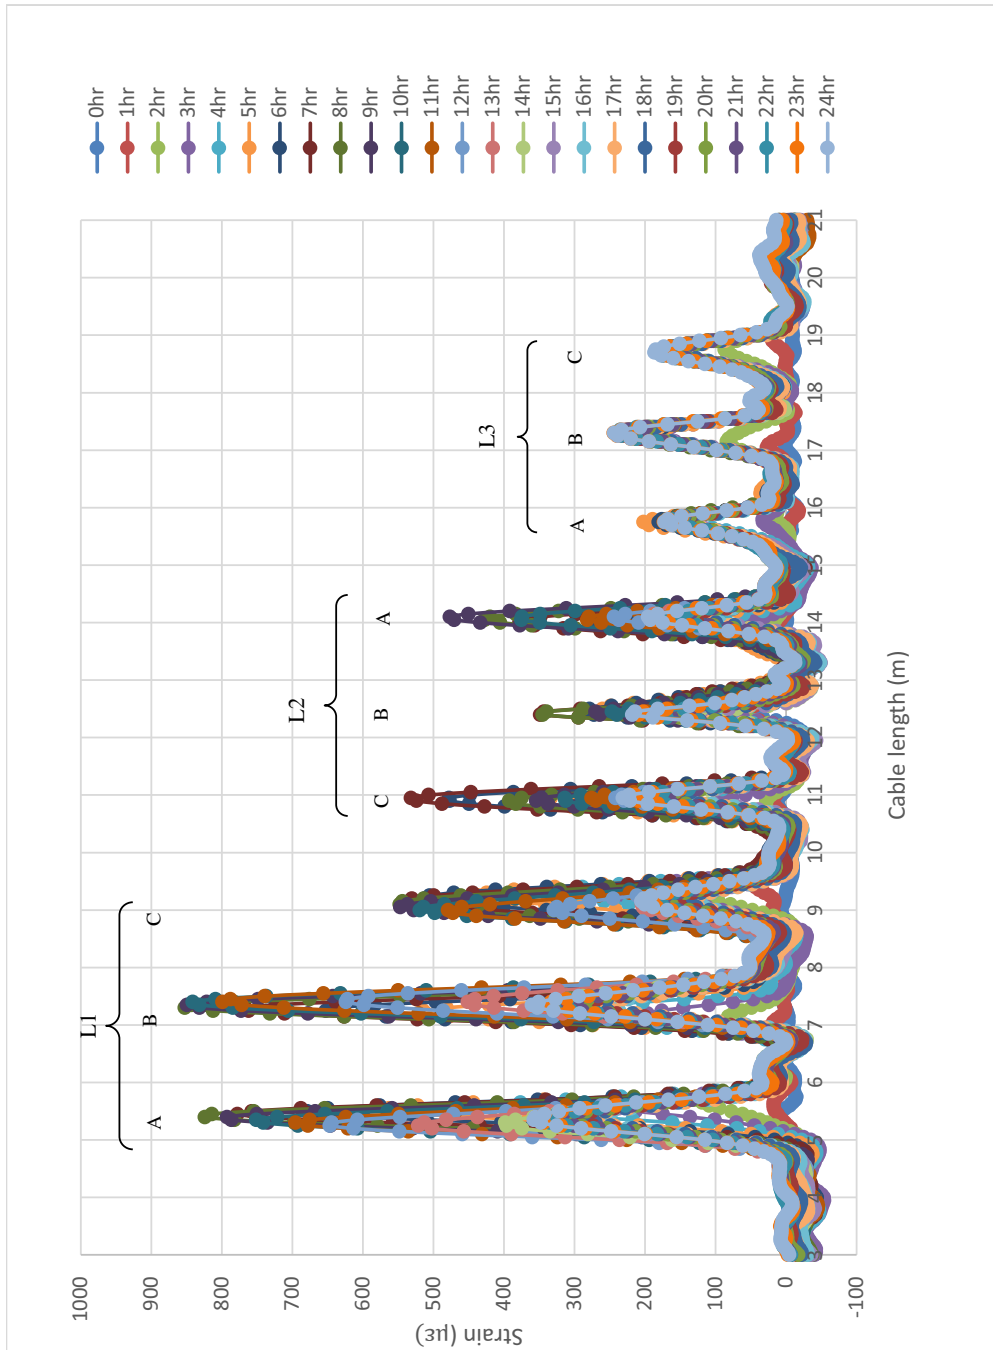 0hr
1hr
2hr
3hr
4hr
5hr
6hr
7hr
8hr
9hr
10hr
11hr
12hr
13hr
14hr
15hr
16hr
17hr
18hr
19hr
20hr
21hr
22hr
23hr
24hr
L1
A
B
C
L2
C
B
A
L3
A
B
C
1000
900
800
700
600
500
400
300
200
100
0
-100
Strain (με)
3
4
5
6
7
8
9
10
11
12
13
14
15
16
17
18
19
20
21
Cable length (m)